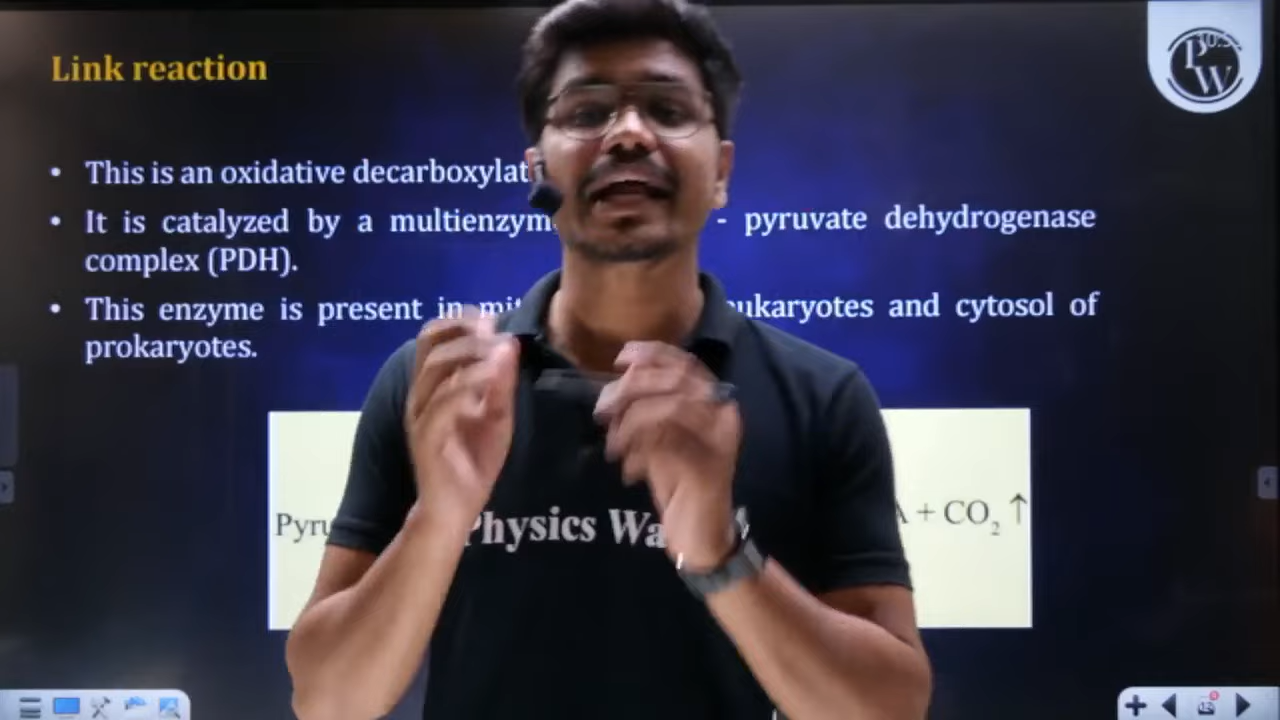 Link reaction
• This is an oxidative decarboxylat
• It is catalyzed by a multienzym - pyruvate dehydrogenase
complex (PDH).
• This enzyme is present in mit ukaryotes and cytosol of
prokaryotes.
Pyru + CO₂ ↑
Physics Wa
PW